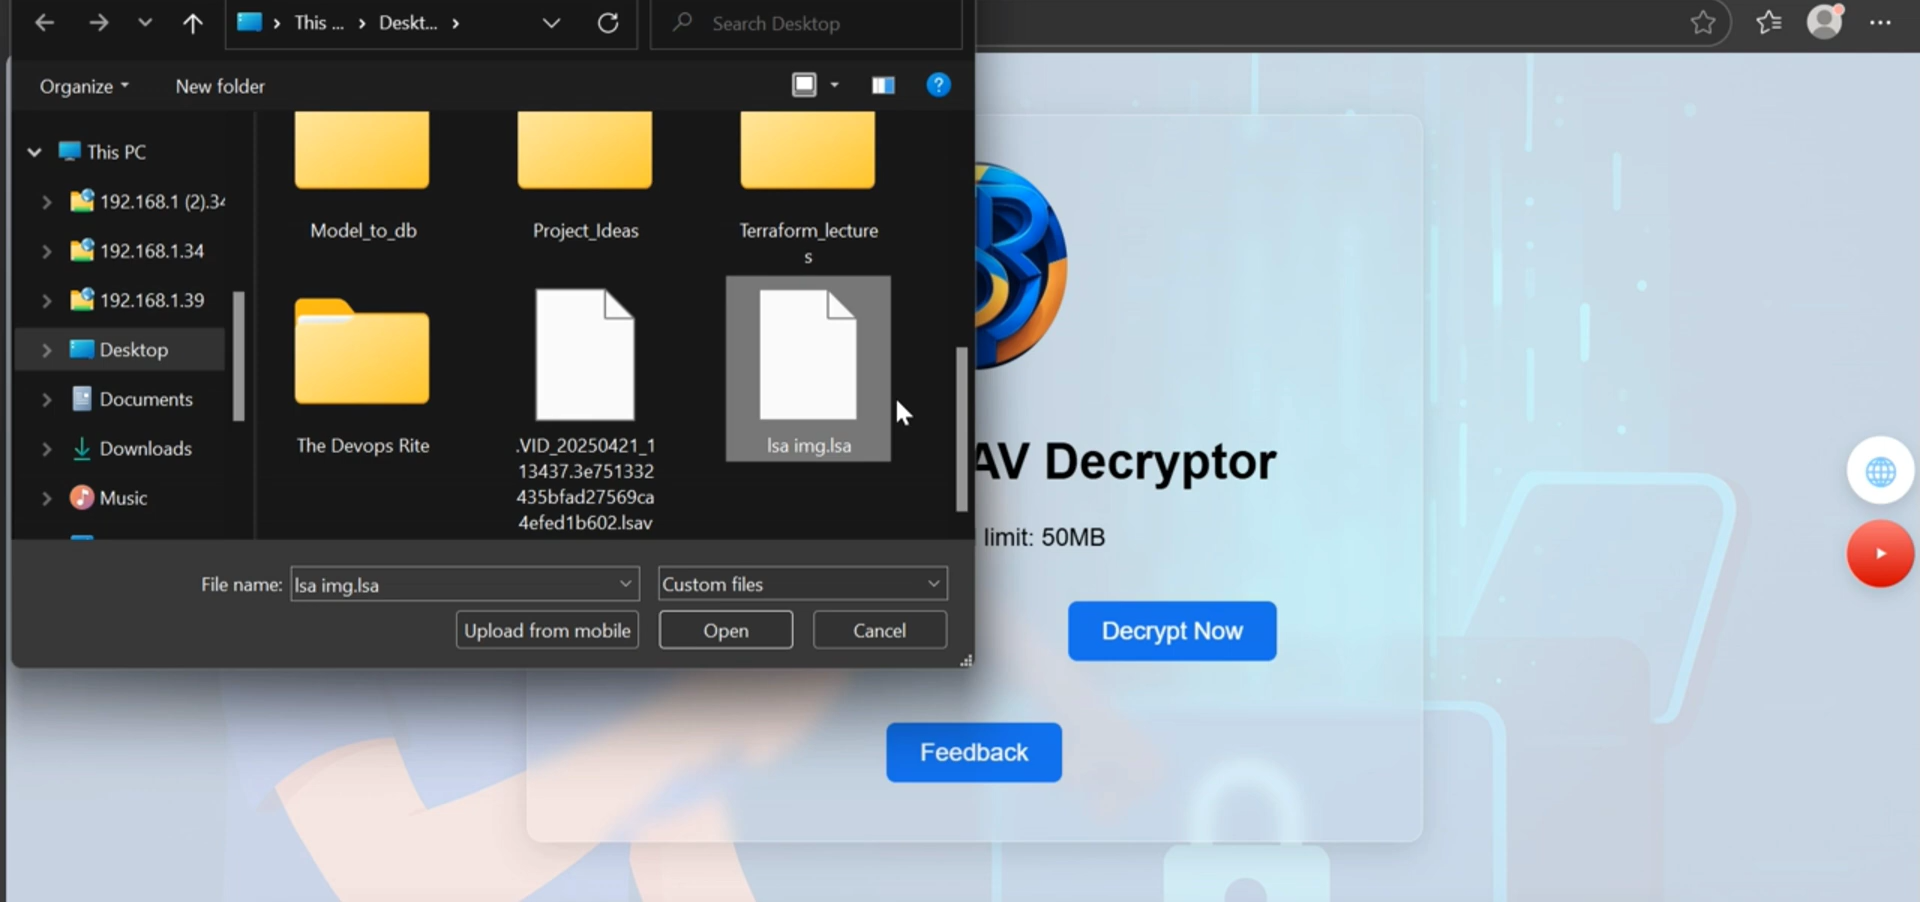 This ... > Deskt... >
Search Desktop
Organize
New folder
This PC
192.168.1 (2).34
192.168.1.34
192.168.1.39
Desktop
Documents
Downloads
Music
Model_to_db
Project_Ideas
Terraform_lecture
s
The Devops Rite
.VID_20250421_1
13437.3e751332
435bfad27569ca
4efed1b602.lsav
lsa img.lsa
File name: lsa img.lsa
Custom files
Upload from mobile
Open
Cancel
AV Decryptor
limit: 50MB
Decrypt Now
Feedback